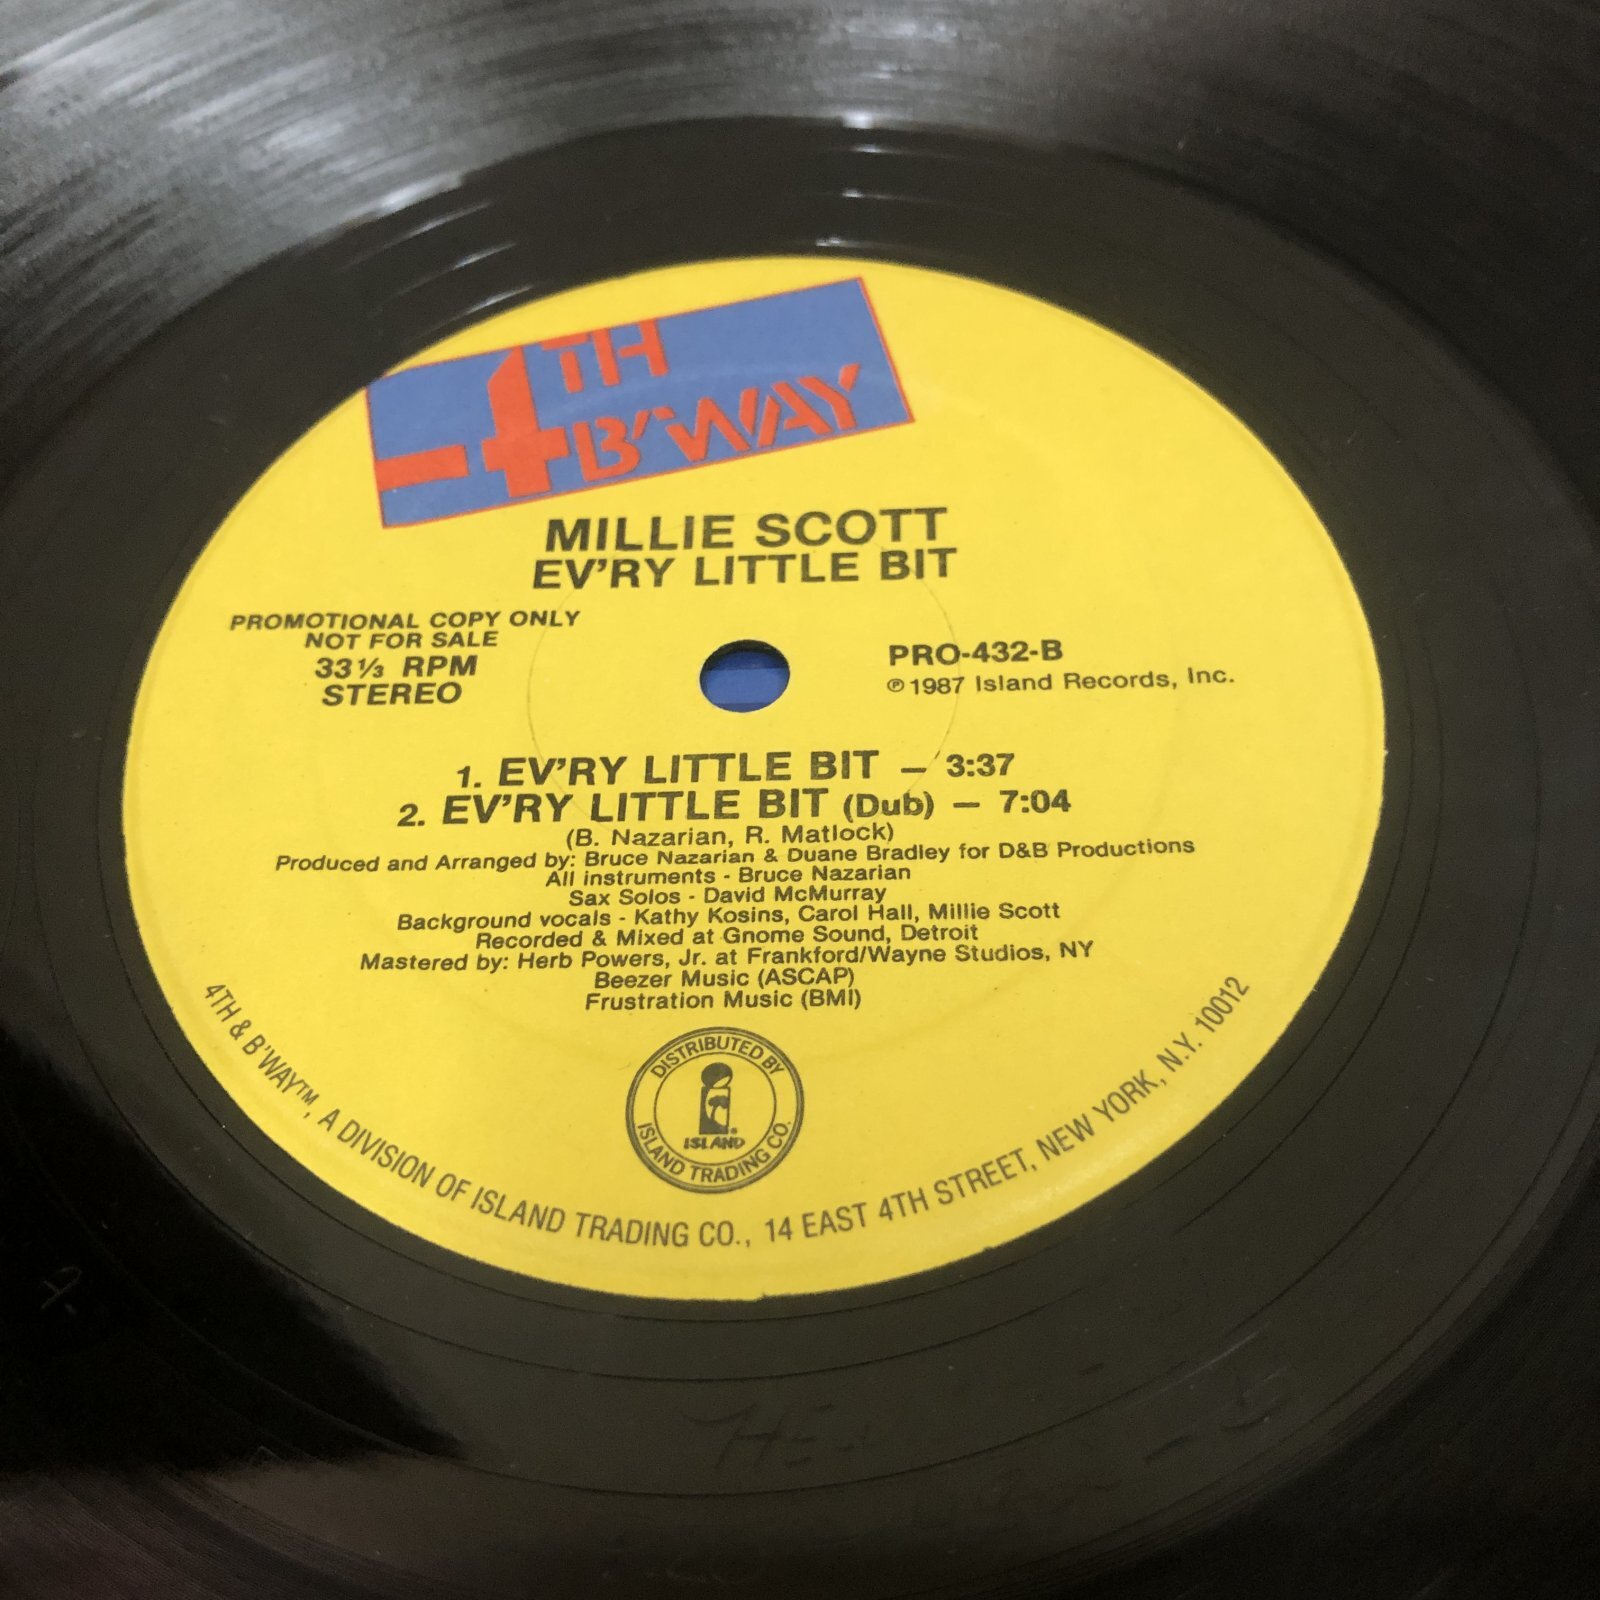 4TH
B'WAY
MILLIE SCOTT
EV'RY LITTLE BIT
PROMOTIONAL COPY ONLY
NOT FOR SALE
33 1/3 RPM
STEREO
PRO-432-B
℗ 1987 Island Records, Inc.
1. EV'RY LITTLE BIT — 3:37
2. EV'RY LITTLE BIT (Dub) — 7:04
(B. Nazarian, R. Matlock)
Produced and Arranged by: Bruce Nazarian & Duane Bradley for D&B Productions
All instruments - Bruce Nazarian
Sax Solos - David McMurray
Background vocals - Kathy Kosins, Carol Hall, Millie Scott
Recorded & Mixed at Gnome Sound, Detroit
Mastered by: Herb Powers, Jr. at Frankford/Wayne Studios, NY
Beezer Music (ASCAP)
Frustration Music (BMI)
DISTRIBUTED BY
ISLAND
ISLAND TRADING CO.
4TH & B'WAY™, A DIVISION OF ISLAND TRADING CO., 14 EAST 4TH STREET, NEW YORK, N.Y. 10012